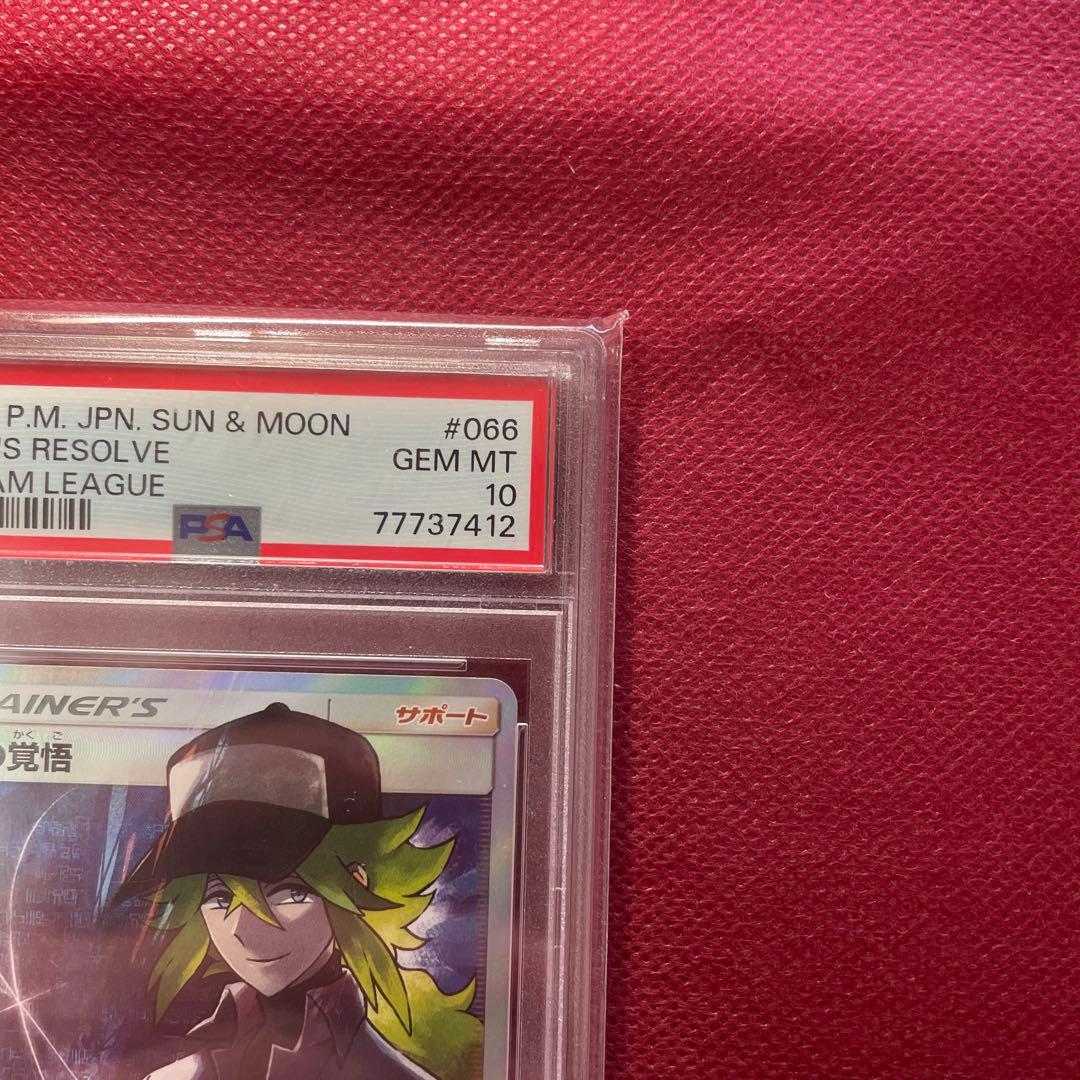 P.M. JPN. SUN & MOON #066
'S RESOLVE GEM MT
AM LEAGUE 10
PSA 77737412
AINER'S サポート
かくご
の覚悟